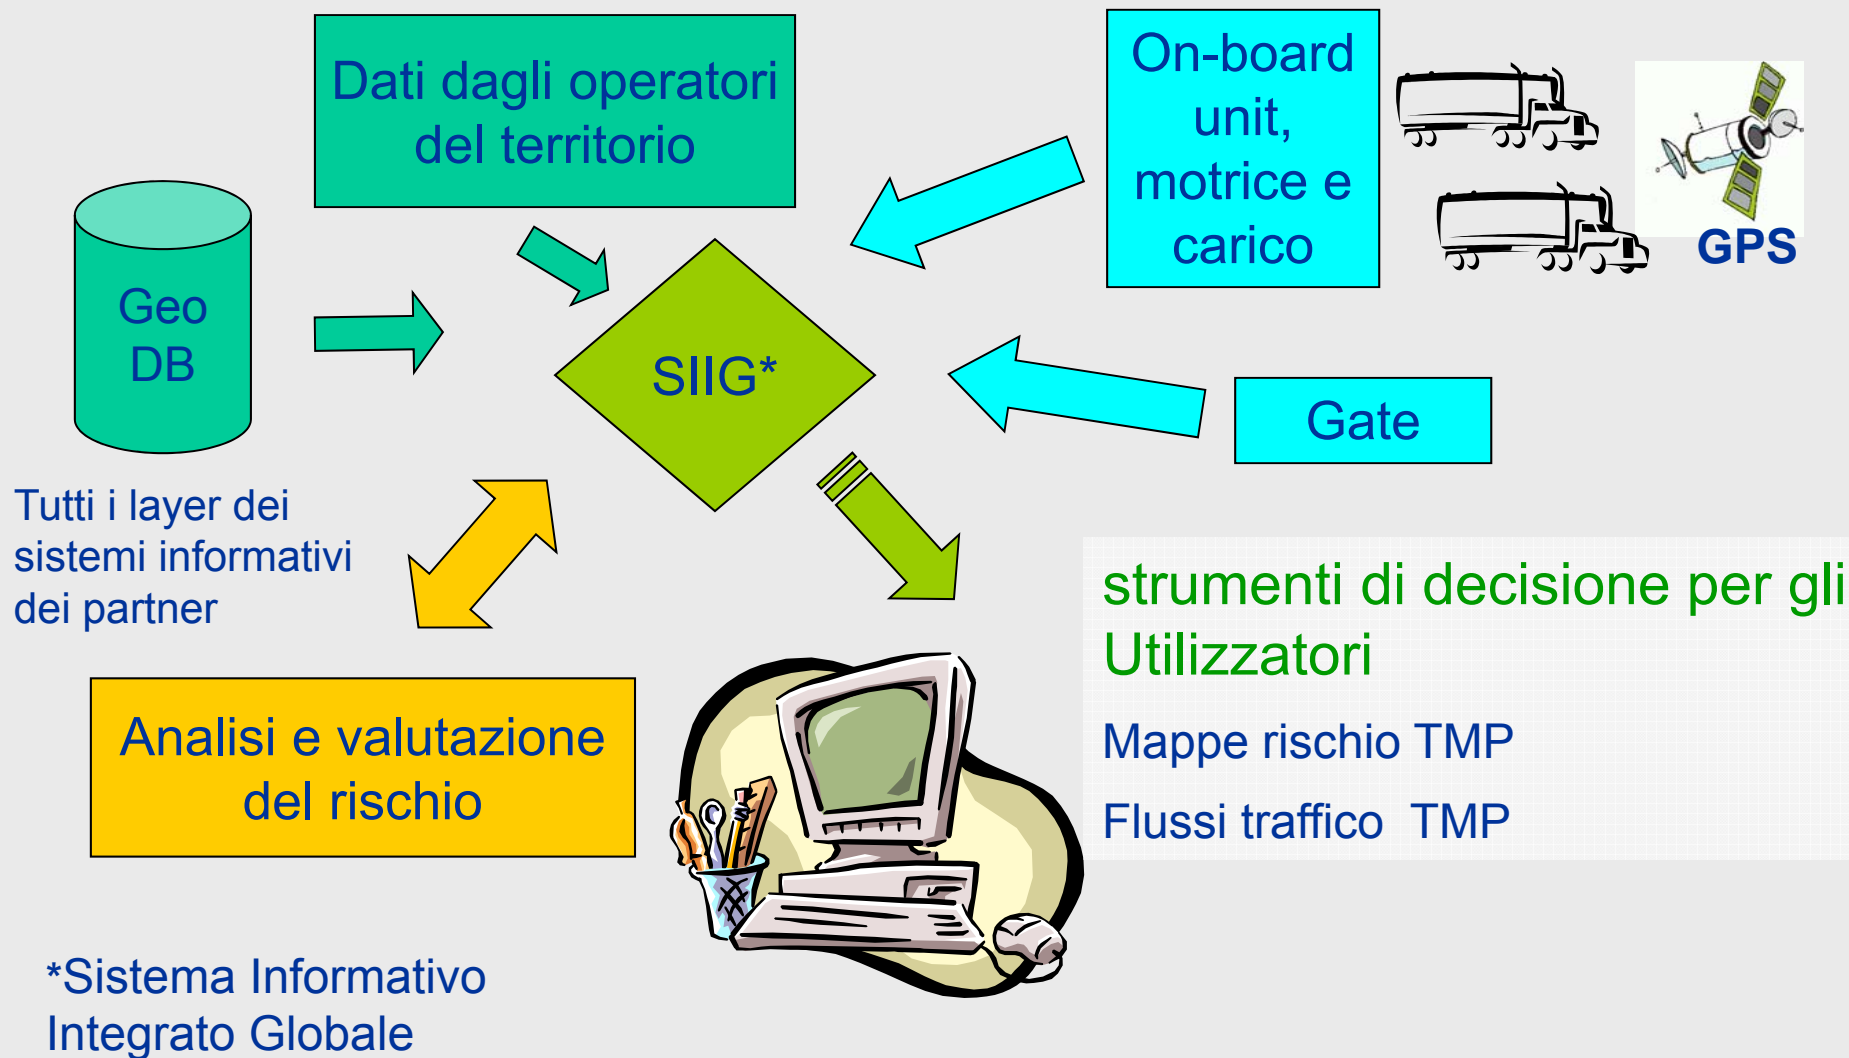 Dati dagli operatori
del territorio
On-board
unit,
motrice e
carico
GPS
Geo
DB
SIIG*
Gate
Tutti i layer dei
sistemi informativi
dei partner
strumenti di decisione per gli
Utilizzatori
Mappe rischio TMP
Flussi traffico TMP
Analisi e valutazione
del rischio
*Sistema Informativo
Integrato Globale